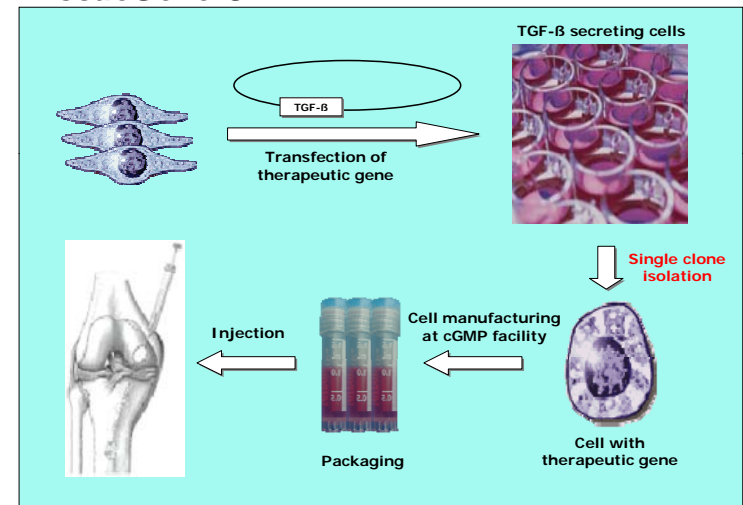 TGF-ß secreting cells
TGF-ß
Transfection of
therapeutic gene
Single clone
isolation
Cell manufacturing
at cGMP facility
Injection
Cell with
therapeutic gene
Packaging